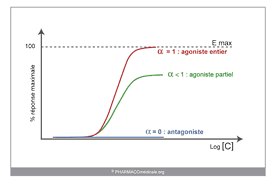 E max
100
α = 1 : agoniste entier
α < 1 : agoniste partiel
% réponse maximale
α = 0 : antagoniste
Log [C]
© PHARMACOmedicale.org